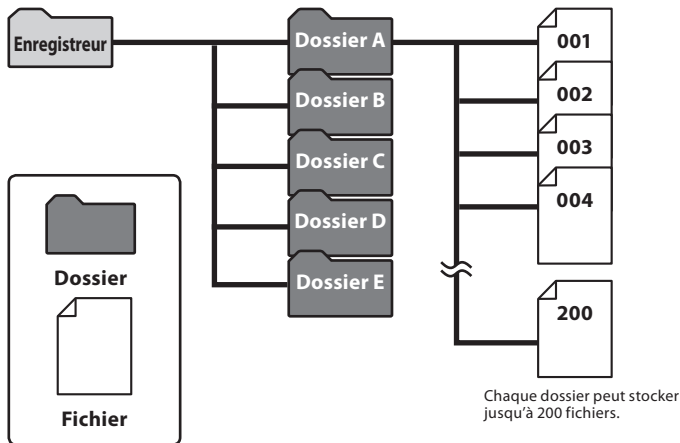 Enregistreur
Dossier A
Dossier B
Dossier C
Dossier D
Dossier E
001
002
003
004
200
Chaque dossier peut stocker
jusqu'à 200 fichiers.
Dossier
Fichier